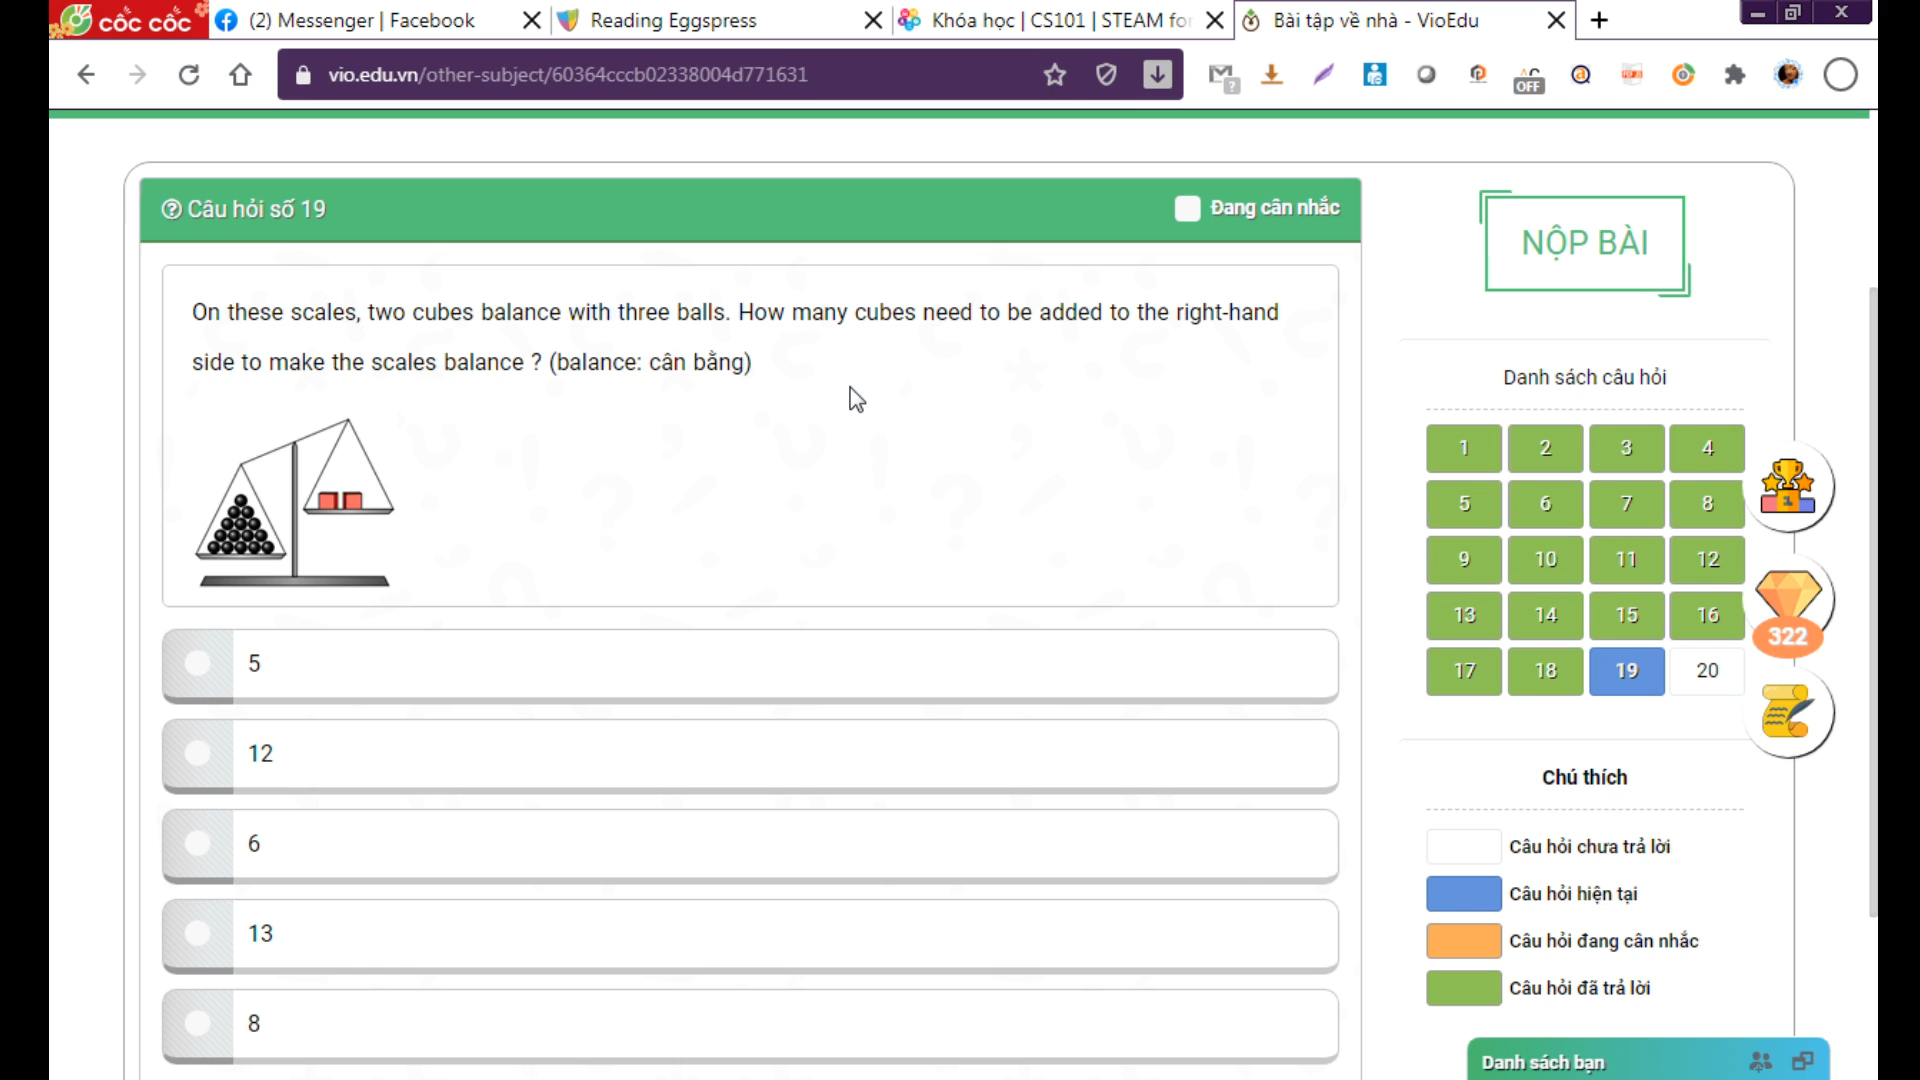 cốc cốc
(2) Messenger | Facebook
Reading Eggspress
Khóa học | CS101 | STEAM for
Bài tập về nhà - VioEdu
vio.edu.vn/other-subject/60364cccb02338004d771631
?
OFF
Câu hỏi số 19
Đang cân nhắc
On these scales, two cubes balance with three balls. How many cubes need to be added to the right-hand
side to make the scales balance ? (balance: cân bằng)
5
12
6
13
8
NỘP BÀI
Danh sách câu hỏi
1 2 3 4
5 6 7 8
9 10 11 12
13 14 15 16
17 18 19 20
1
322
Chú thích
Câu hỏi chưa trả lời
Câu hỏi hiện tại
Câu hỏi đang cân nhắc
Câu hỏi đã trả lời
Danh sách bạn